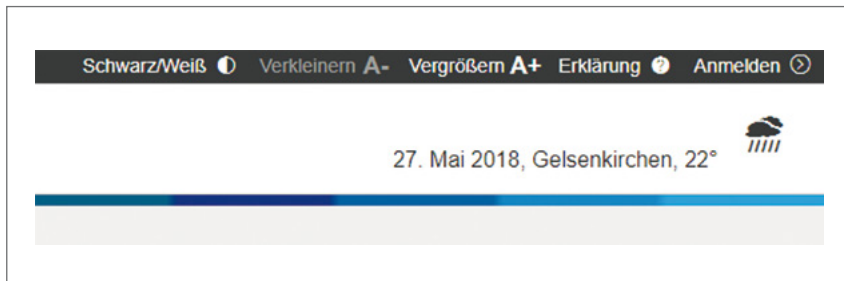 Schwarz/Weiß Verkleinern A- Vergrößern A+ Erklärung ? Anmelden
27. Mai 2018, Gelsenkirchen, 22°